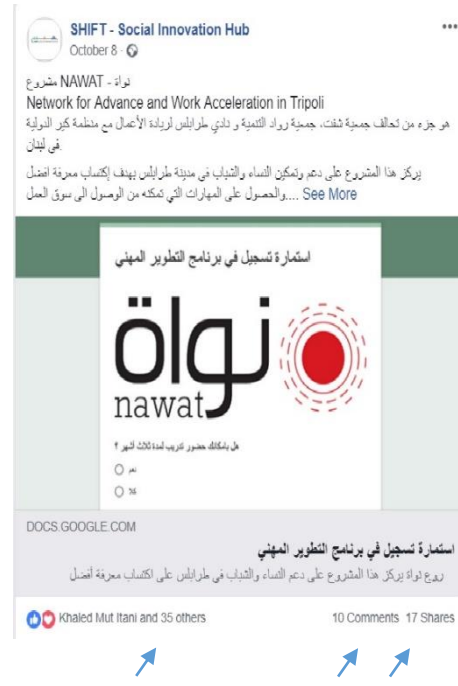 SHIFT - Social Innovation Hub
October 8
مشروع NAWAT - نواة
Network for Advance and Work Acceleration in Tripoli
هو جزء من تحالف جمعية شفت، جمعية رواد التنمية و نادي طرابلس لريادة الأعمال مع منظمة كير الدولية
في لبنان.
يركز هذا المشروع على دعم وتمكين النساء والشباب في مدينة طرابلس بهدف إكتساب معرفة افضل
والحصول على المهارات التي تمكنه من الوصول الى سوق العمل.... See More
استمارة تسجيل في برنامج التطوير المهني
نواة
nawat
هل بامكانك حضور تدريب لمدة ثلاث أشهر ؟
نعم
كلا
DOCS.GOOGLE.COM
استمارة تسجيل في برنامج التطوير المهني
روع نواة يركز هذا المشروع على دعم النساء والشباب في طرابلس على اكتساب معرفة أفضل
Khaled Mut Itani and 35 others
10 Comments 17 Shares